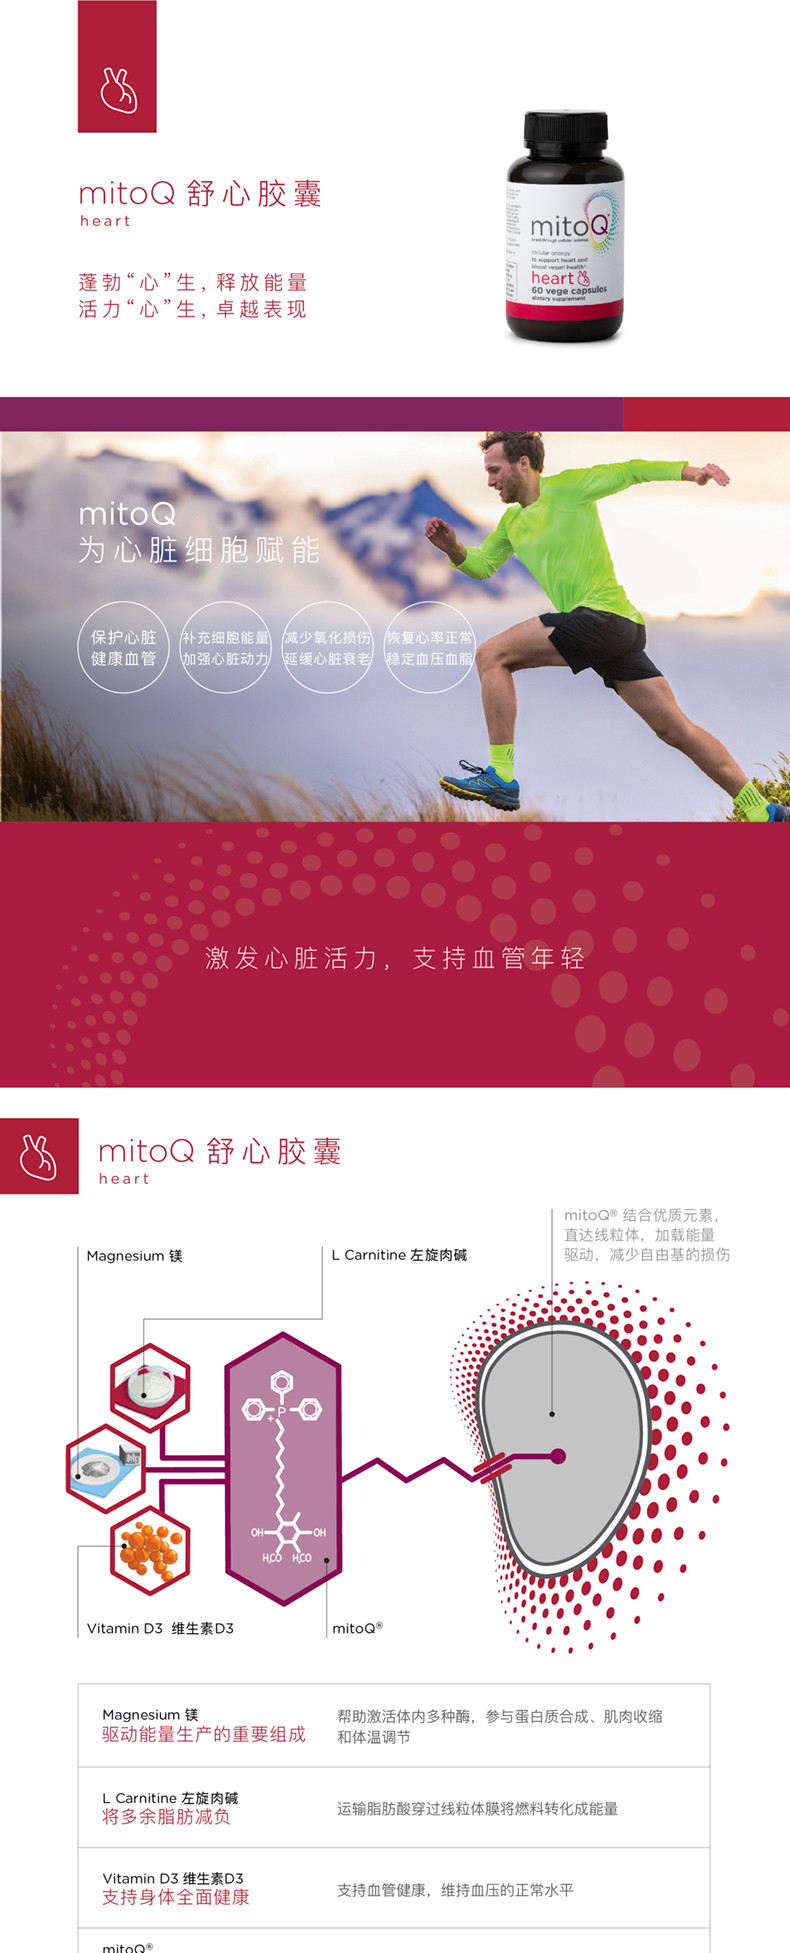 mitoQ 舒心胶囊
heart
蓬勃“心”生, 释放能量
活力“心”生, 卓越表现
mitoQ
breakthrough cellular science
cellular energy
to support heart and
blood vessel health
heart
60 vege capsules
dietary supplement
mitoQ
为心脏细胞赋能
保护心脏
健康血管
补充细胞能量
加强心脏动力
减少氧化损伤
延缓心脏衰老
恢复心率正常
稳定血压血脂
激发心脏活力, 支持血管年轻
mitoQ 舒心胶囊
heart
mitoQ® 结合优质元素,
直达线粒体, 加载能量
驱动, 减少自由基的损伤
Magnesium 镁
L Carnitine 左旋肉碱
P
+
OH
OH
H₃CO
H₃CO
Vitamin D3 维生素D3
mitoQ®
Magnesium 镁
驱动能量生产的重要组成
帮助激活体内多种酶, 参与蛋白质合成、肌肉收缩
和体温调节
L Carnitine 左旋肉碱
将多余脂肪减负
运输脂肪酸穿过线粒体膜将燃料转化成能量
Vitamin D3 维生素D3
支持身体全面健康
支持血管健康, 维持血压的正常水平
mitoQ®